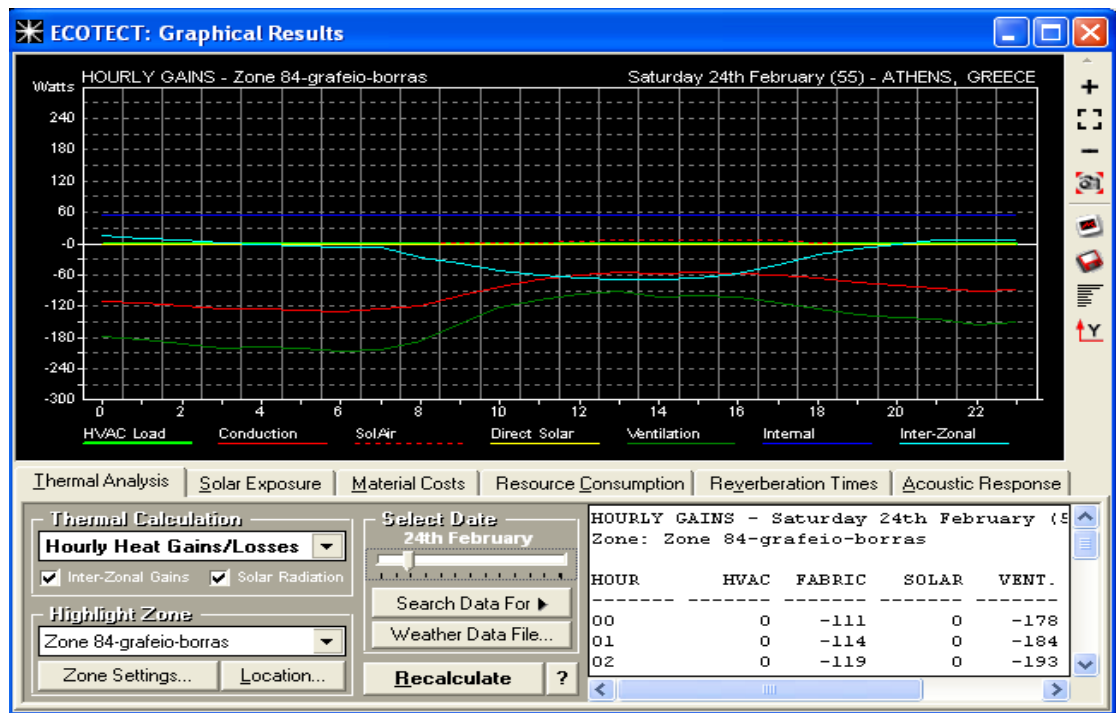 ECOTECT: Graphical Results
HOURLY GAINS - Zone 84-grafeio-borras
Saturday 24th February (55) - ATHENS, GREECE
Watts
240
180
120
60
-0
-60
-120
-180
-240
-300
0 2 4 6 8 10 12 14 16 18 20 22
HVAC Load Conduction SolAir Direct Solar Ventilation Internal Inter-Zonal
Y
Thermal Analysis Solar Exposure Material Costs Resource Consumption Reverberation Times Acoustic Response
Thermal Calculation
Hourly Heat Gains/Losses
Inter-Zonal Gains Solar Radiation
Highlight Zone
Zone 84-grafeio-borras
Zone Settings... Location...
Select Date
24th February
Search Data For
Weather Data File...
Recalculate ?
HOURLY GAINS - Saturday 24th February (5
Zone: Zone 84-grafeio-borras
HOUR HVAC FABRIC SOLAR VENT.
------- ------- ------- ------- -------
00 0 -111 0 -178
01 0 -114 0 -184
02 0 -119 0 -193